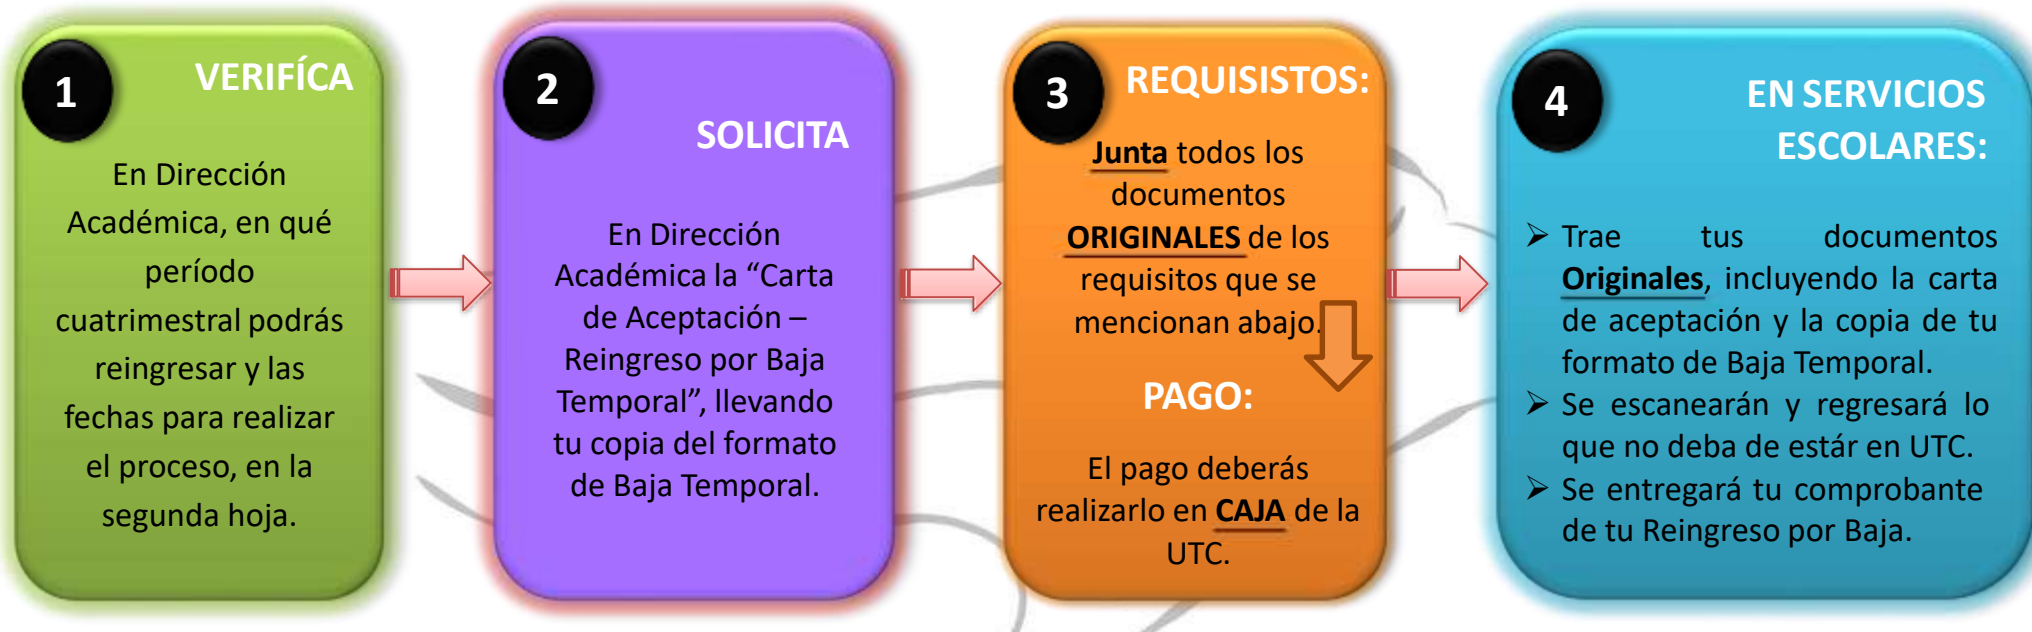 1
VERIFÍCA
En Dirección
Académica, en qué
período
cuatrimestral podrás
reingresar y las
fechas para realizar
el proceso, en la
segunda hoja.
2
SOLICITA
En Dirección
Académica la “Carta
de Aceptación –
Reingreso por Baja
Temporal”, llevando
tu copia del formato
de Baja Temporal.
3
REQUISISTOS:
Junta todos los
documentos
ORIGINALES de los
requisitos que se
mencionan abajo.
PAGO:
El pago deberás
realizarlo en CAJA de la
UTC.
4
EN SERVICIOS
ESCOLARES:
➢ Trae tus documentos
Originales, incluyendo la carta
de aceptación y la copia de tu
formato de Baja Temporal.
➢ Se escanearán y regresará lo
que no deba de estár en UTC.
➢ Se entregará tu comprobante
de tu Reingreso por Baja.